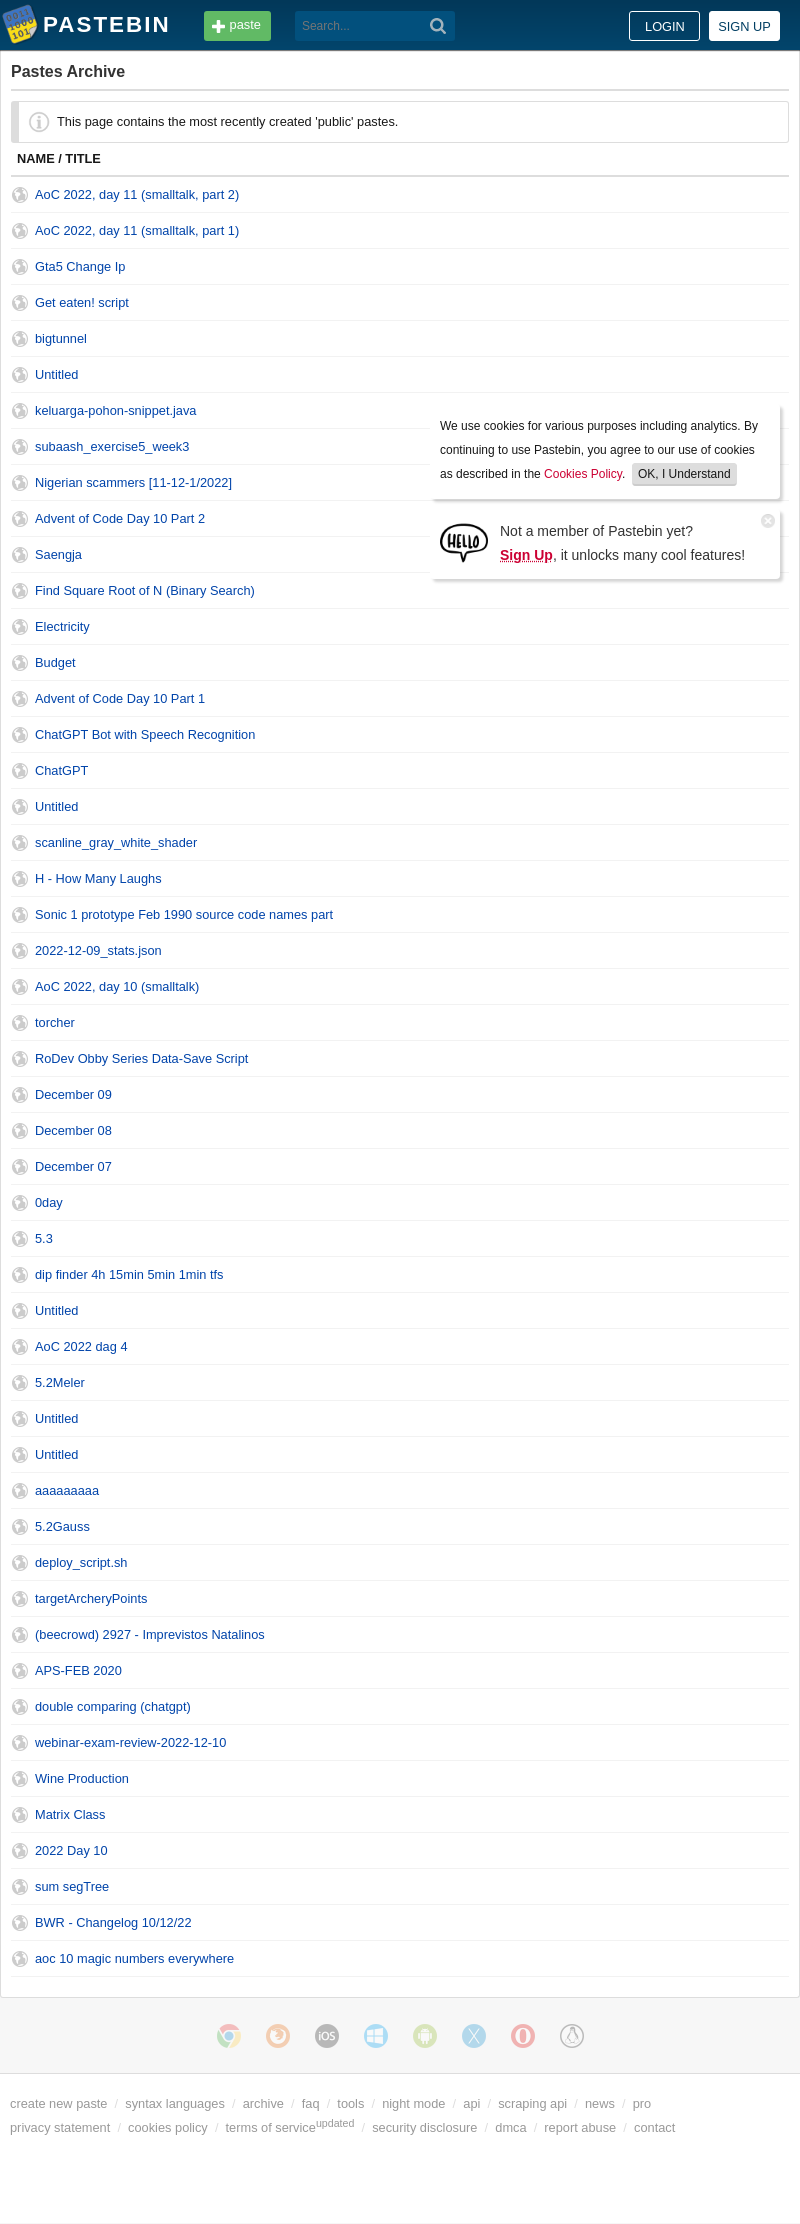 PASTEBIN
paste
Search...
LOGIN
SIGN UP
Pastes Archive
This page contains the most recently created 'public' pastes.
NAME / TITLE
AoC 2022, day 11 (smalltalk, part 2)
AoC 2022, day 11 (smalltalk, part 1)
Gta5 Change Ip
Get eaten! script
bigtunnel
Untitled
keluarga-pohon-snippet.java
subaash_exercise5_week3
Nigerian scammers [11-12-1/2022]
Advent of Code Day 10 Part 2
Saengja
Find Square Root of N (Binary Search)
We use cookies for various purposes including analytics. By
continuing to use Pastebin, you agree to our use of cookies
as described in the Cookies Policy. OK, I Understand
HELLO
Not a member of Pastebin yet?
Sign Up, it unlocks many cool features!
Electricity
Budget
Advent of Code Day 10 Part 1
ChatGPT Bot with Speech Recognition
ChatGPT
Untitled
scanline_gray_white_shader
H - How Many Laughs
Sonic 1 prototype Feb 1990 source code names part
2022-12-09_stats.json
AoC 2022, day 10 (smalltalk)
torcher
RoDev Obby Series Data-Save Script
December 09
December 08
December 07
0day
5.3
dip finder 4h 15min 5min 1min tfs
Untitled
AoC 2022 dag 4
5.2Meler
Untitled
Untitled
aaaaaaaaa
5.2Gauss
deploy_script.sh
targetArcheryPoints
(beecrowd) 2927 - Imprevistos Natalinos
APS-FEB 2020
double comparing (chatgpt)
webinar-exam-review-2022-12-10
Wine Production
Matrix Class
2022 Day 10
sum segTree
BWR - Changelog 10/12/22
aoc 10 magic numbers everywhere
iOS
create new paste / syntax languages / archive / faq / tools / night mode / api / scraping api / news / pro
privacy statement / cookies policy / terms of service updated / security disclosure / dmca / report abuse / contact